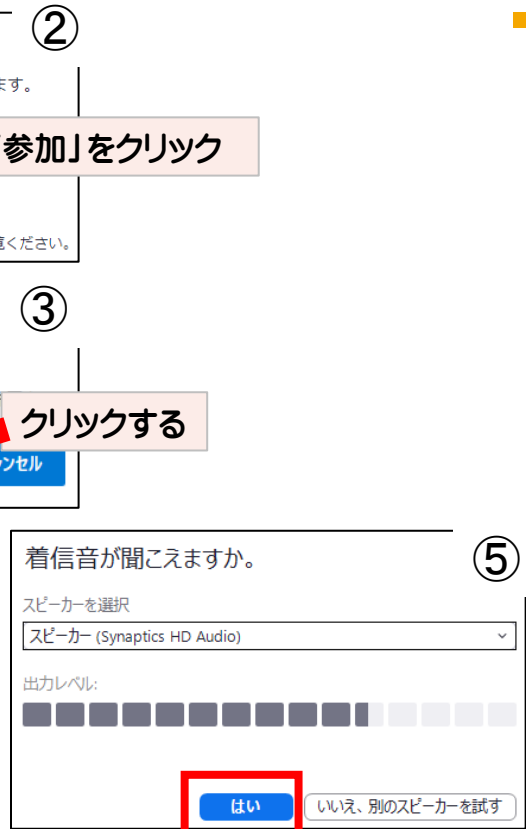 ②
ます。
参加」をクリック
ください。
③
クリックする
ンセル
⑤
着信音が聞こえますか。
スピーカーを選択
スピーカー (Synaptics HD Audio)
出力レベル:
はい
いいえ、別のスピーカーを試す